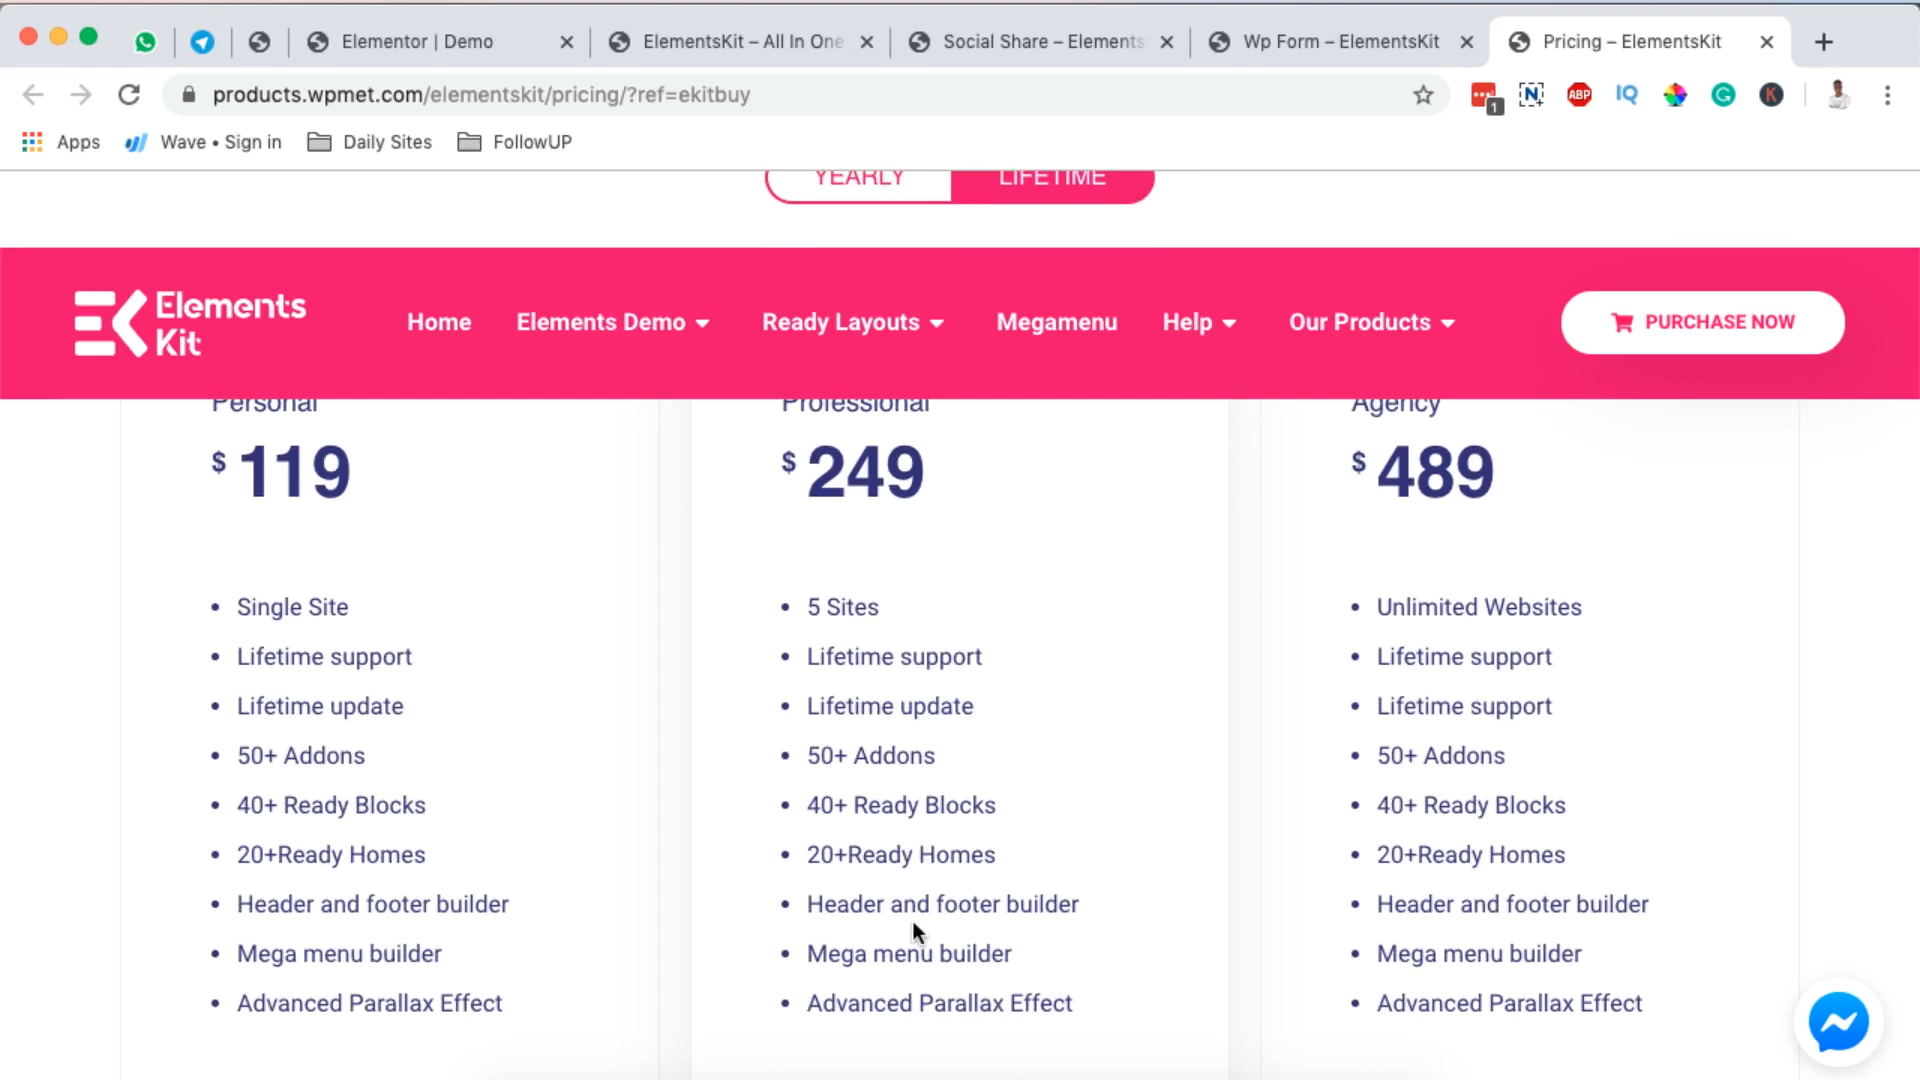 Elementor | Demo
ElementsKit – All In One
Social Share – Elements
Wp Form – ElementsKit
Pricing – ElementsKit
products.wpmet.com/elementskit/pricing/?ref=ekitbuy
1
N
ABP
IQ
G
K
Apps
Wave • Sign in
Daily Sites
FollowUP
YEARLY
LIFETIME
Elements
Kit
Home
Elements Demo
Ready Layouts
Megamenu
Help
Our Products
PURCHASE NOW
Personal
$ 119
• Single Site
• Lifetime support
• Lifetime update
• 50+ Addons
• 40+ Ready Blocks
• 20+Ready Homes
• Header and footer builder
• Mega menu builder
• Advanced Parallax Effect
Professional
$ 249
• 5 Sites
• Lifetime support
• Lifetime update
• 50+ Addons
• 40+ Ready Blocks
• 20+Ready Homes
• Header and footer builder
• Mega menu builder
• Advanced Parallax Effect
Agency
$ 489
• Unlimited Websites
• Lifetime support
• Lifetime support
• 50+ Addons
• 40+ Ready Blocks
• 20+Ready Homes
• Header and footer builder
• Mega menu builder
• Advanced Parallax Effect